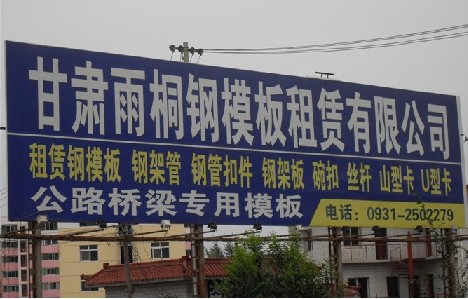 甘肃雨桐钢模板租赁有限公司
租赁钢模板 钢架管 钢管扣件 钢架板 碗扣 丝杆 山型卡 U型卡
公路桥梁专用模板 电话：0931-2502279